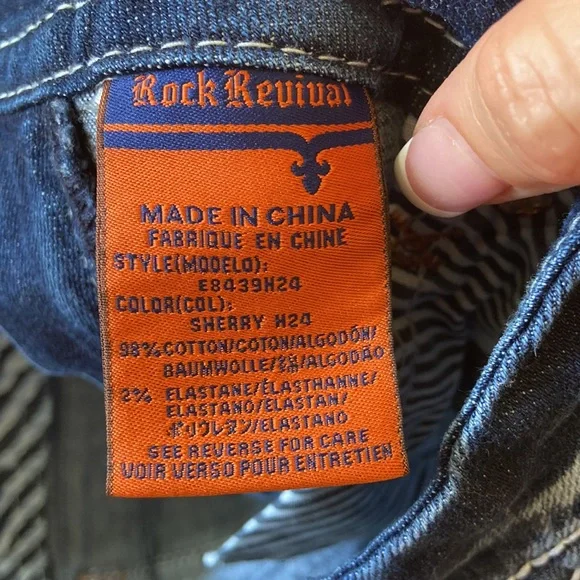 Rock Revival
MADE IN CHINA
FABRIQUE EN CHINE
STYLE(MODELO):
E8439H24
COLOR(COL):
SHERRY H24
98% COTTON/COTON/ALGODÓN/
BAUMWOLLE/綿/ALGODÃO
2% ELASTANE/ÉLASTHANNE/
ELASTANO/ELASTAN/
ポリウレタン/ELASTANO
SEE REVERSE FOR CARE
VOIR VERSO POUR ENTRETIEN